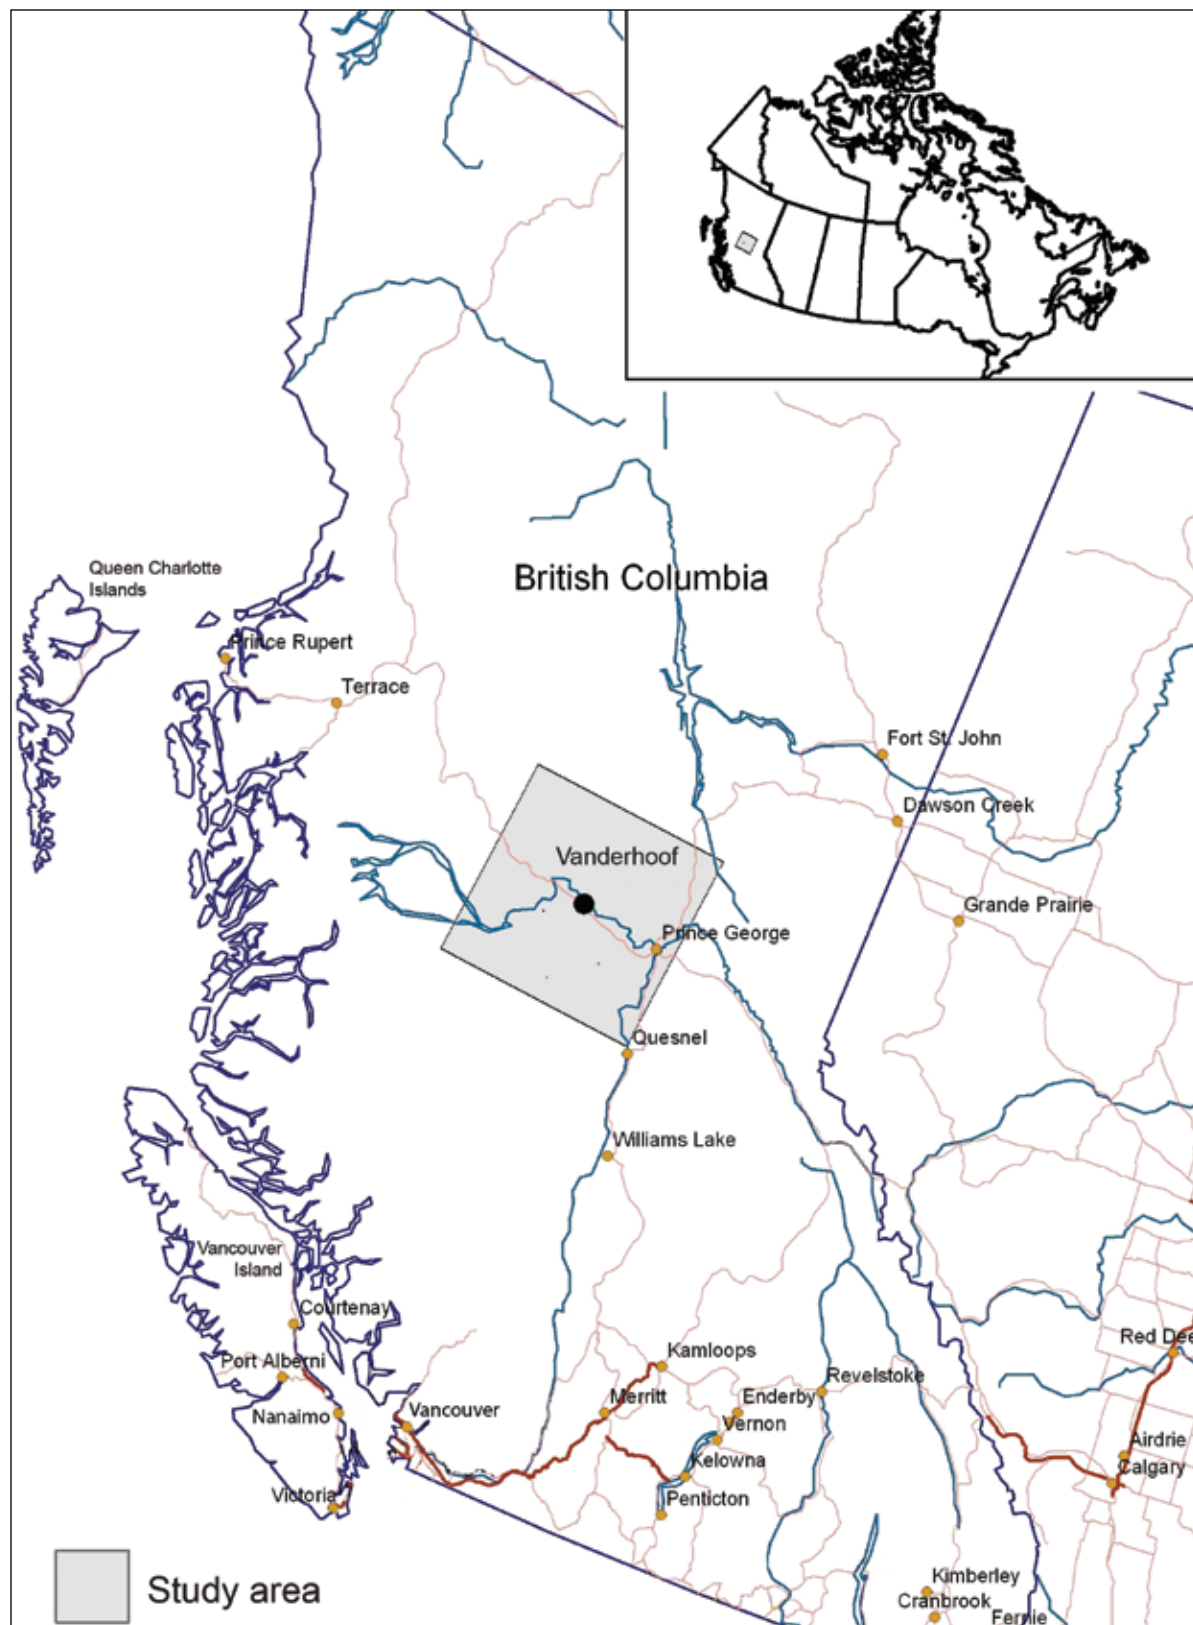 Queen Charlotte
Islands
British Columbia
Prince Rupert
Terrace
Fort St. John
Dawson Creek
Vanderhoof
Grande Prairie
Prince George
Quesnel
Williams Lake
Vancouver
Island
Courtenay
Port Alberni
Kamloops
Red Dee
Revelstoke
Merritt
Enderby
Nanaimo
Vancouver
Vernon
Airdrie
Kelowna
Calgary
Victoria
Penticton
Kimberley
Cranbrook
Fernie
Study area